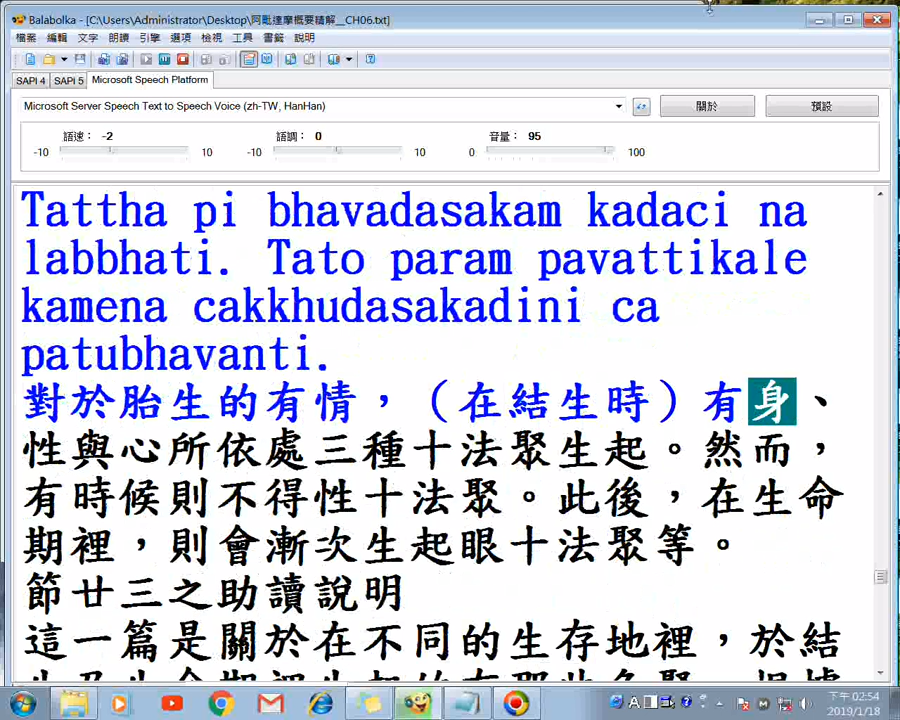 Balabolka - [C:\Users\Administrator\Desktop\阿毗達摩概要精解__CH06.txt]
檔案 編輯 文字 朗讀 引擎 選項 檢視 工具 書籤 說明
SAPI 4 SAPI 5 Microsoft Speech Platform
Microsoft Server Speech Text to Speech Voice (zh-TW, HanHan) 關於 預設
語速： -2 語調： 0 音量： 95
-10 10 -10 10 0 100
Tattha pi bhavadasakam kadaci na
labbhati. Tato param pavattikale
kamena cakkhudasakadini ca
patubhavanti.
對於胎生的有情，（在結生時）有身、
性與心所依處三種十法聚生起。然而，
有時候則不得性十法聚。此後，在生命
期裡，則會漸次生起眼十法聚等。
節廿三之助讀說明
這一篇是關於在不同的生存地裡，於結
下午 02:54
2019/1/18